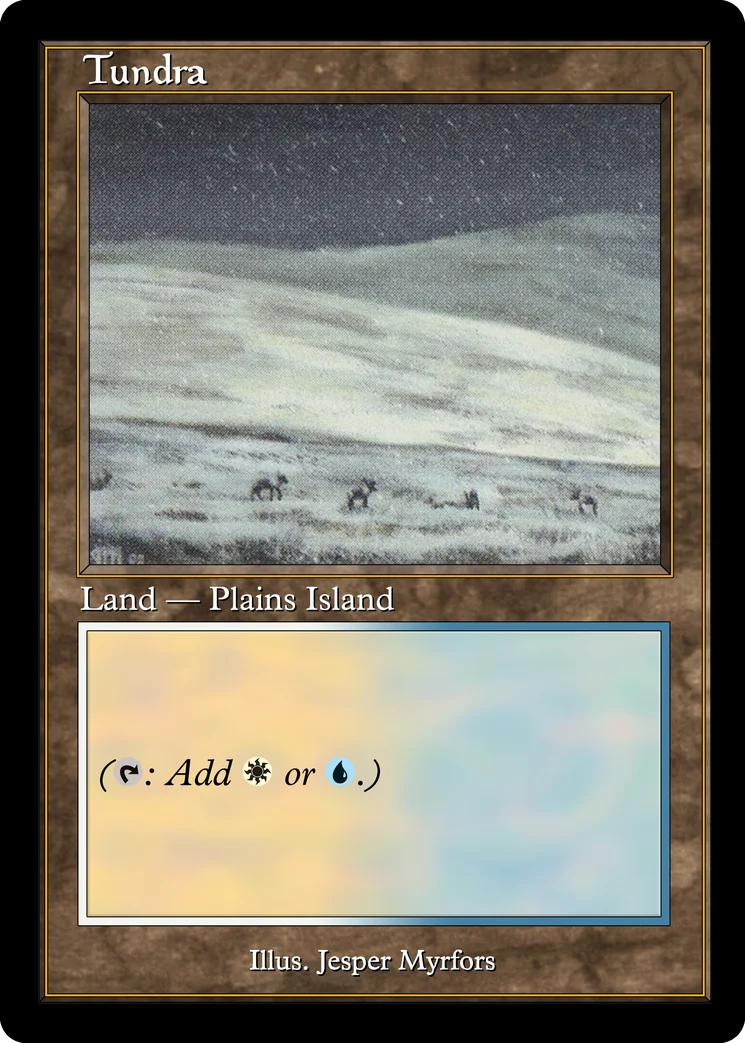 Tundra
Land — Plains Island
(: Add or .)
Illus. Jesper Myrfors